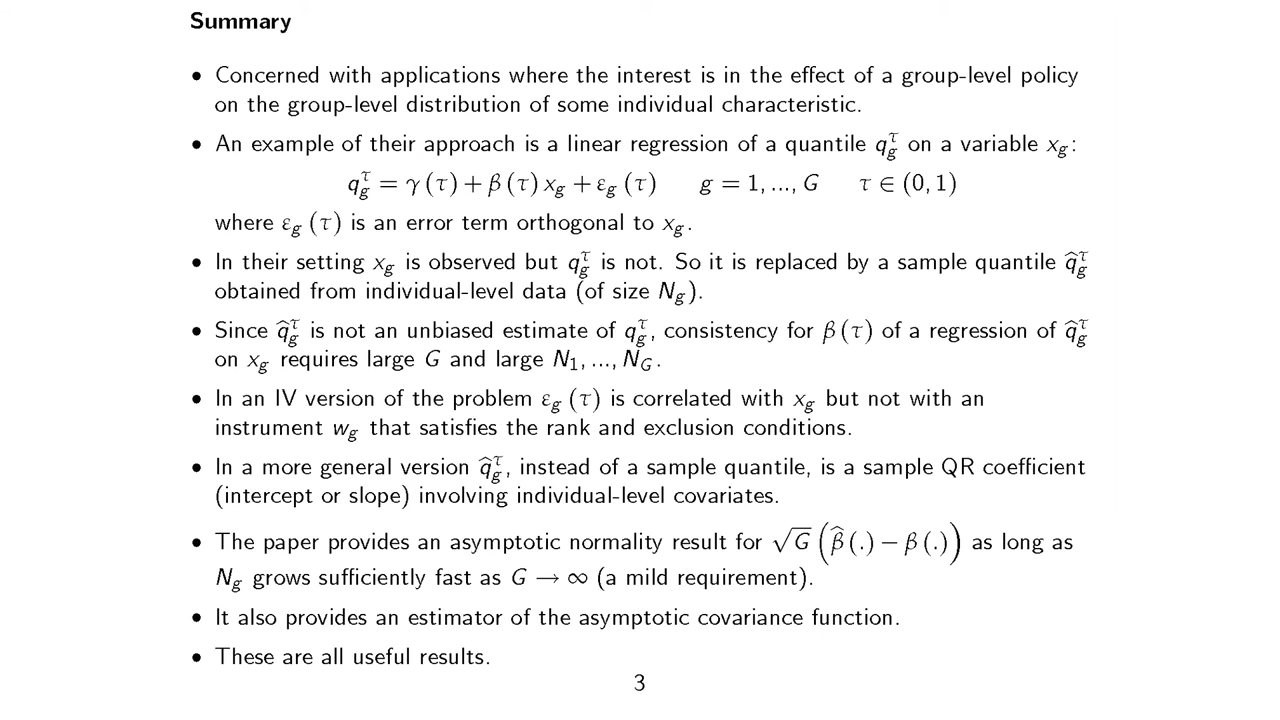 Summary
• Concerned with applications where the interest is in the effect of a group-level policy
on the group-level distribution of some individual characteristic.
• An example of their approach is a linear regression of a quantile q_g^τ on a variable x_g:
q_g^τ = γ(τ) + β(τ) x_g + ε_g(τ)   g = 1, ..., G   τ ∈ (0, 1)
where ε_g(τ) is an error term orthogonal to x_g.
• In their setting x_g is observed but q_g^τ is not. So it is replaced by a sample quantile q̂_g^τ
obtained from individual-level data (of size N_g).
• Since q̂_g^τ is not an unbiased estimate of q_g^τ, consistency for β(τ) of a regression of q̂_g^τ
on x_g requires large G and large N_1, ..., N_G.
• In an IV version of the problem ε_g(τ) is correlated with x_g but not with an
instrument w_g that satisfies the rank and exclusion conditions.
• In a more general version q̂_g^τ, instead of a sample quantile, is a sample QR coefficient
(intercept or slope) involving individual-level covariates.
• The paper provides an asymptotic normality result for √G (β̂(.) − β(.)) as long as
N_g grows sufficiently fast as G → ∞ (a mild requirement).
• It also provides an estimator of the asymptotic covariance function.
• These are all useful results.
3